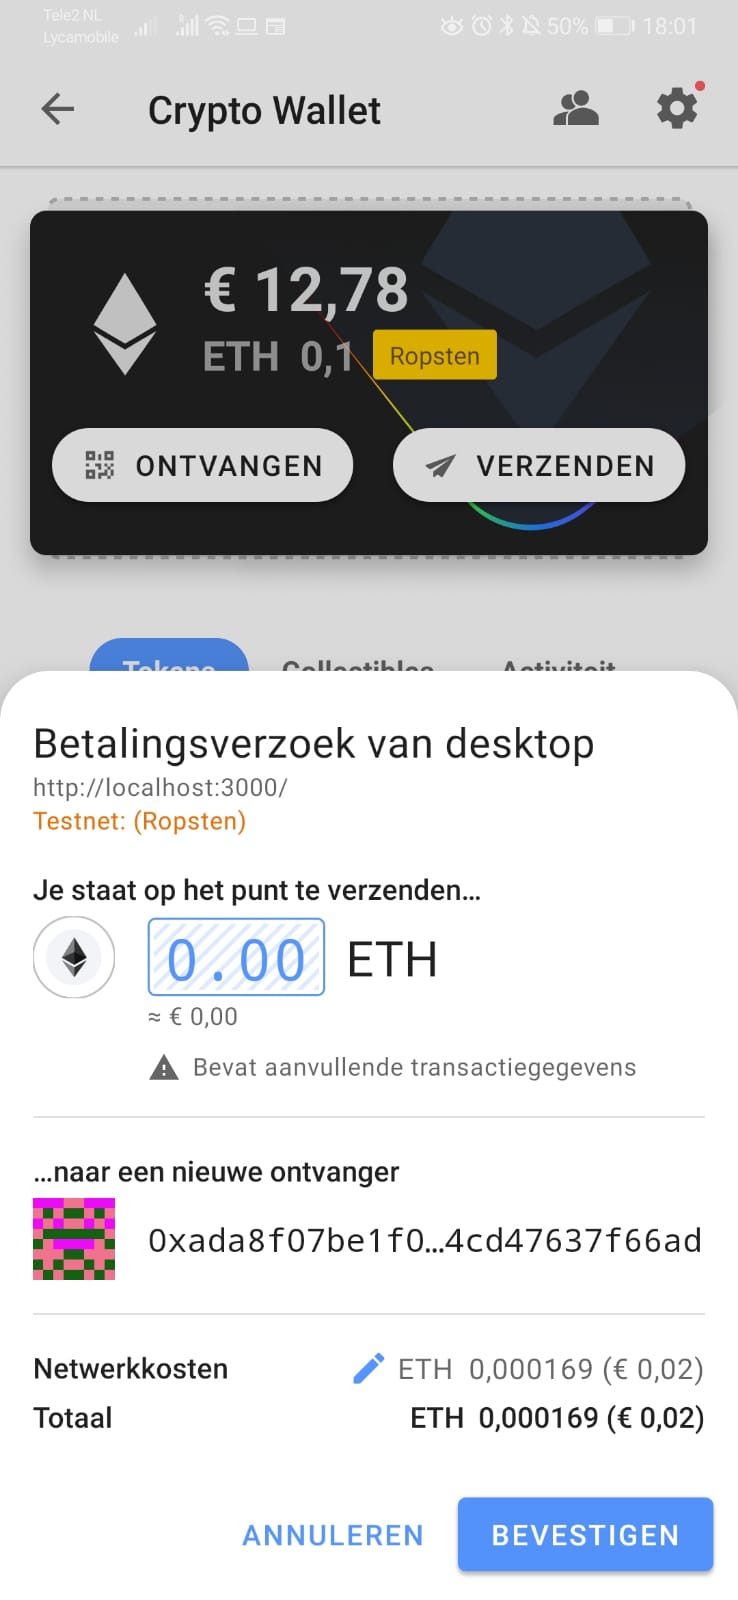 Tele2 NL
Lycamobile
50%
18:01
Crypto Wallet
€ 12,78
ETH 0,1
Ropsten
ONTVANGEN
VERZENDEN
Tokens
Collectibles
Activiteit
Betalingsverzoek van desktop
http://localhost:3000/
Testnet: (Ropsten)
Je staat op het punt te verzenden…
0.00 ETH
≈ € 0,00
Bevat aanvullende transactiegegevens
…naar een nieuwe ontvanger
0xada8f07be1f0…4cd47637f66ad
Netwerkkosten ETH 0,000169 (€ 0,02)
Totaal ETH 0,000169 (€ 0,02)
ANNULEREN
BEVESTIGEN